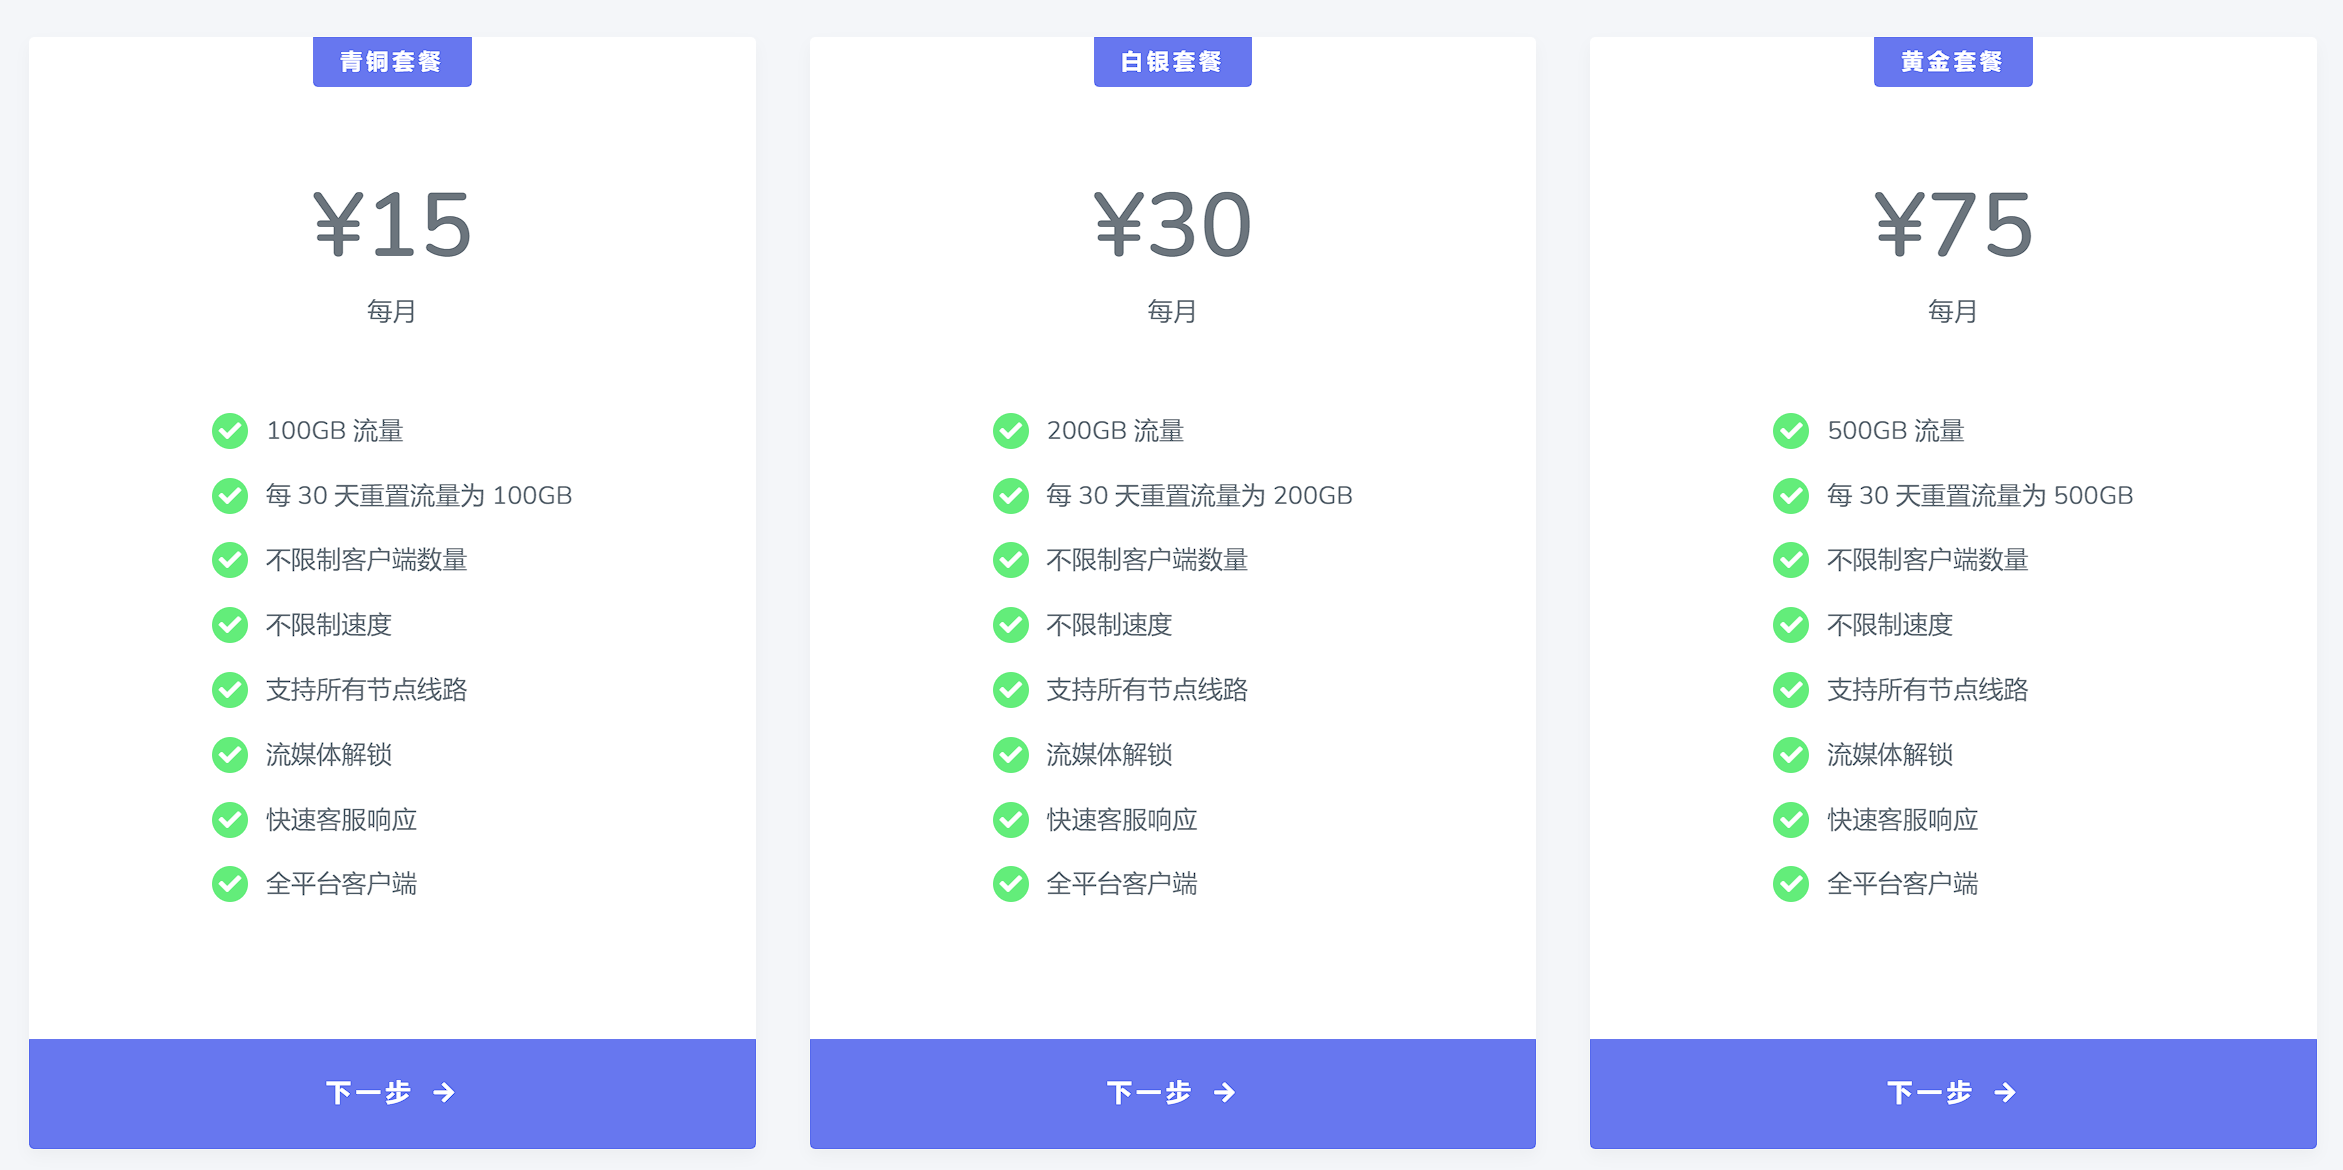 青铜套餐
¥15
每月
100GB 流量
每 30 天重置流量为 100GB
不限制客户端数量
不限制速度
支持所有节点线路
流媒体解锁
快速客服响应
全平台客户端
下一步 →
白银套餐
¥30
每月
200GB 流量
每 30 天重置流量为 200GB
不限制客户端数量
不限制速度
支持所有节点线路
流媒体解锁
快速客服响应
全平台客户端
下一步 →
黄金套餐
¥75
每月
500GB 流量
每 30 天重置流量为 500GB
不限制客户端数量
不限制速度
支持所有节点线路
流媒体解锁
快速客服响应
全平台客户端
下一步 →